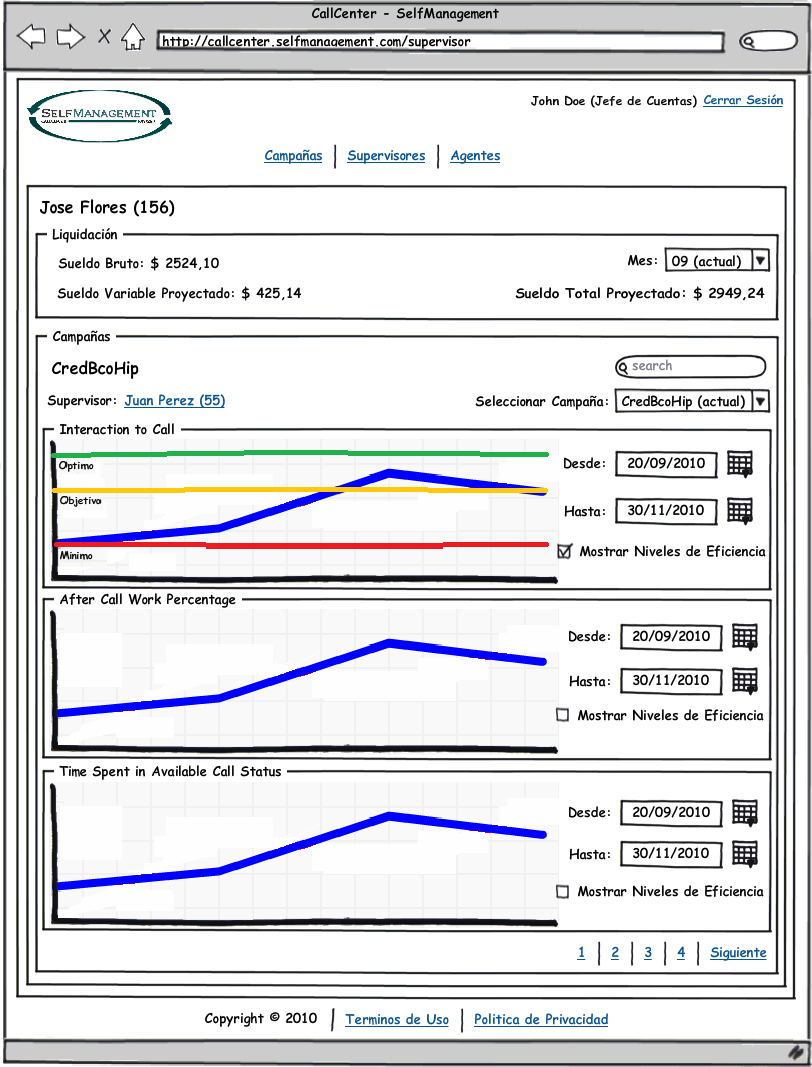 CallCenter - SelfManagement
http://callcenter.selfmanagement.com/supervisor
SELFMANAGEMENT
John Doe (Jefe de Cuentas) Cerrar Sesión
Campañas Supervisores Agentes
Jose Flores (156)
Liquidación
Sueldo Bruto: $ 2524,10
Mes: 09 (actual)
Sueldo Variable Proyectado: $ 425,14
Sueldo Total Proyectado: $ 2949,24
Campañas
CredBcoHip
search
Supervisor: Juan Perez (55)
Seleccionar Campaña: CredBcoHip (actual)
Interaction to Call
Optimo
Objetivo
Minimo
Desde: 20/09/2010
Hasta: 30/11/2010
Mostrar Niveles de Eficiencia
After Call Work Percentage
Desde: 20/09/2010
Hasta: 30/11/2010
Mostrar Niveles de Eficiencia
Time Spent in Available Call Status
Desde: 20/09/2010
Hasta: 30/11/2010
Mostrar Niveles de Eficiencia
1 2 3 4 Siguiente
Copyright © 2010 Terminos de Uso Politica de Privacidad